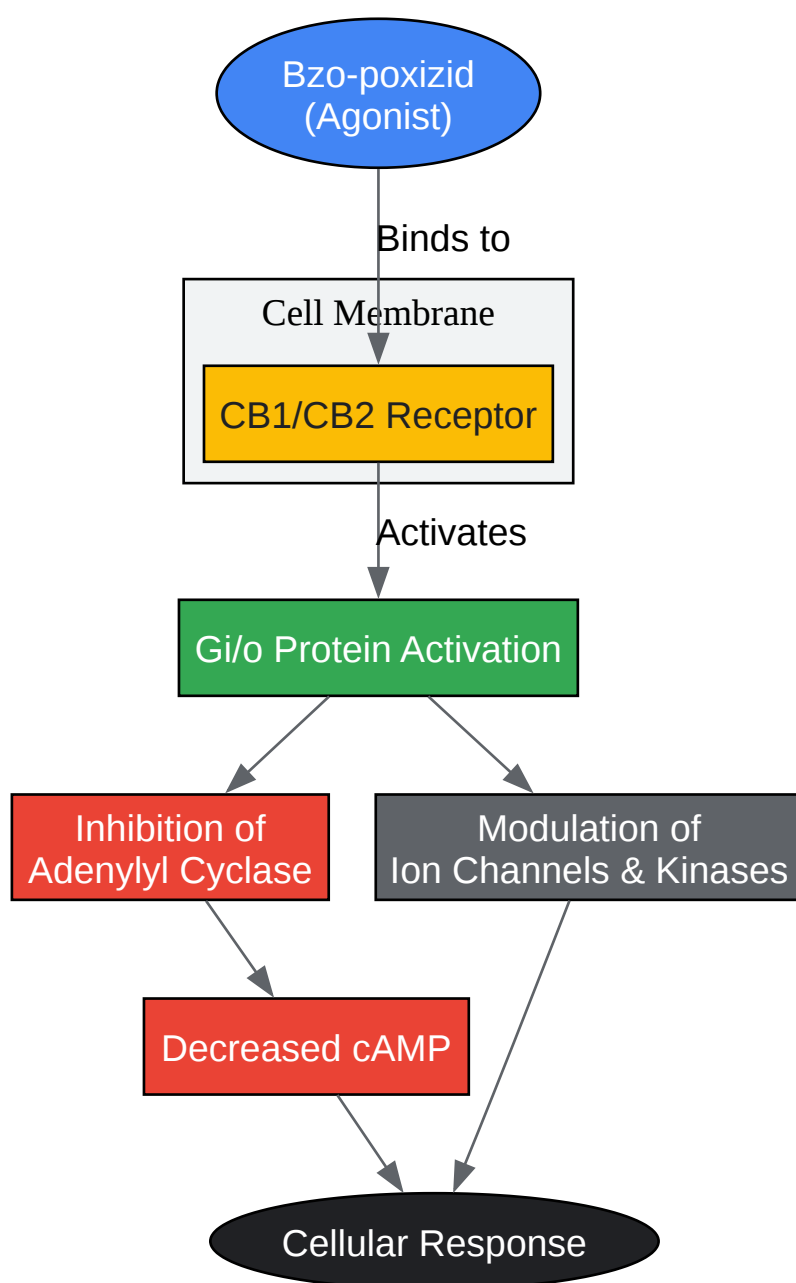 Bzo-poxizid
(Agonist)
Binds to
Cell Membrane
CB1/CB2 Receptor
Activates
Gi/o Protein Activation
Inhibition of
Adenylyl Cyclase
Modulation of
Ion Channels & Kinases
Decreased cAMP
Cellular Response